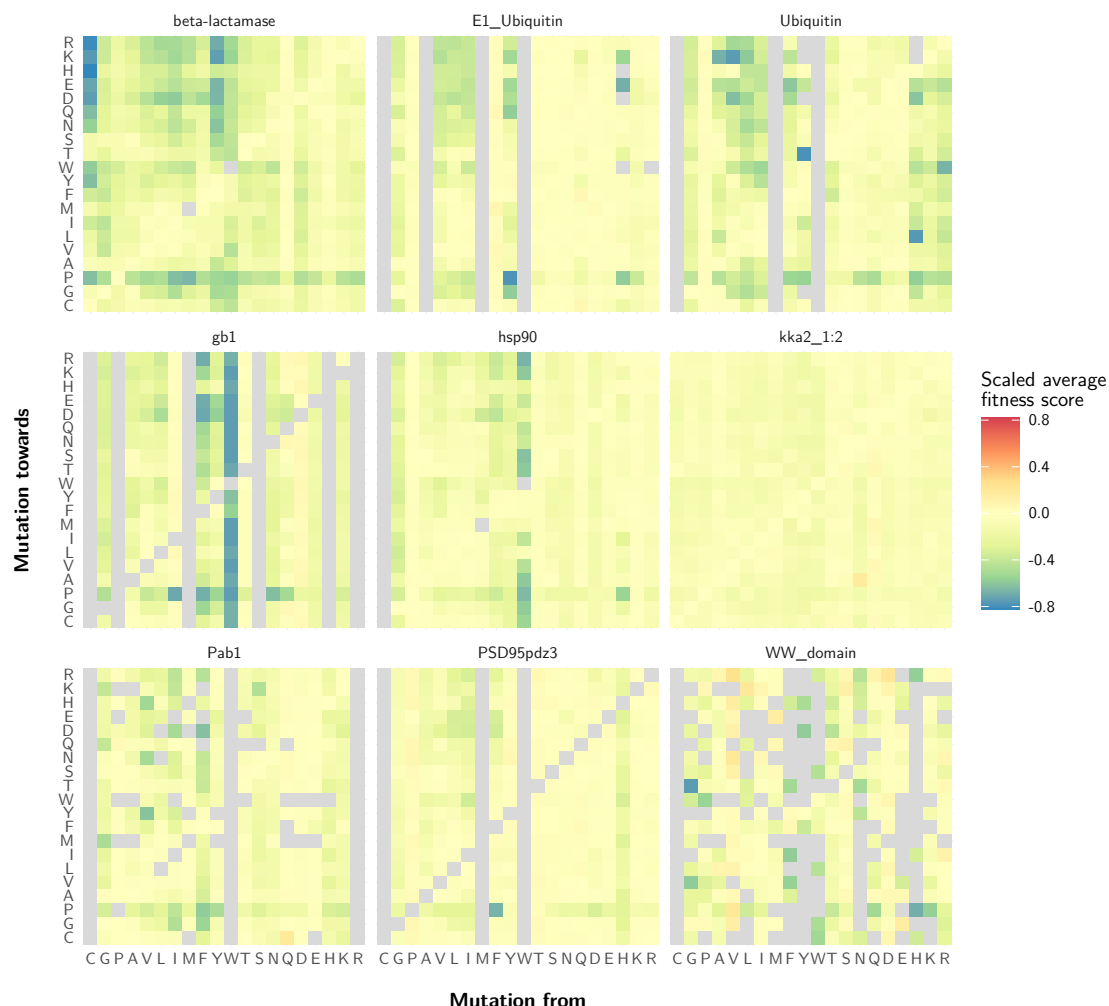 beta-lactamase
E1_Ubiquitin
Ubiquitin
R
K
H
E
D
Q
N
S
T
W
Y
F
M
I
L
V
A
P
G
C
gb1
hsp90
kka2_1:2
R
K
H
E
D
Q
N
S
T
W
Y
F
M
I
L
V
A
P
G
C
Pab1
PSD95pdz3
WW_domain
R
K
H
E
D
Q
N
S
T
W
Y
F
M
I
L
V
A
P
G
C
C G P A V L I M F Y W T S N Q D E H K R
C G P A V L I M F Y W T S N Q D E H K R
C G P A V L I M F Y W T S N Q D E H K R
Mutation towards
Mutation from
Scaled average
fitness score
0.8
0.4
0.0
-0.4
-0.8